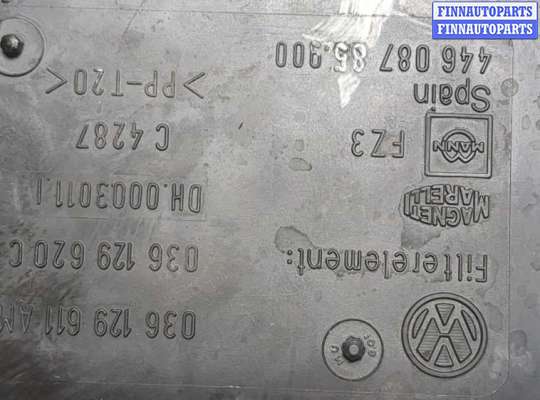 FINNAUTOPARTS
FINNAUTOPARTS
036 129 611 AM
Filterelement:
036 129 620 C
MAGNETI
MARELLI
DH.0003011.1
MANN
FZ3
C 4287
Spain
>PP-T20<
446 087 85.900